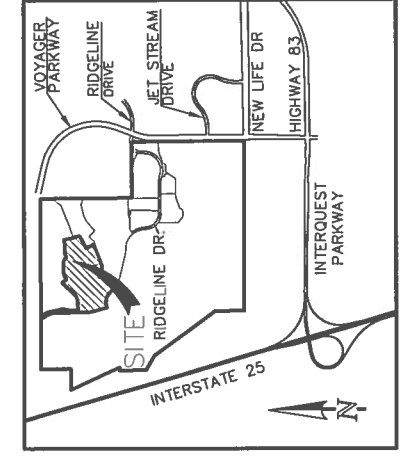 VOYAGER
PARKWAY
RIDGELINE
DRIVE
JET STREAM
DRIVE
NEW LIFE DR
HIGHWAY 83
SITE
RIDGELINE DR.
INTERQUEST
PARKWAY
INTERSTATE 25
N